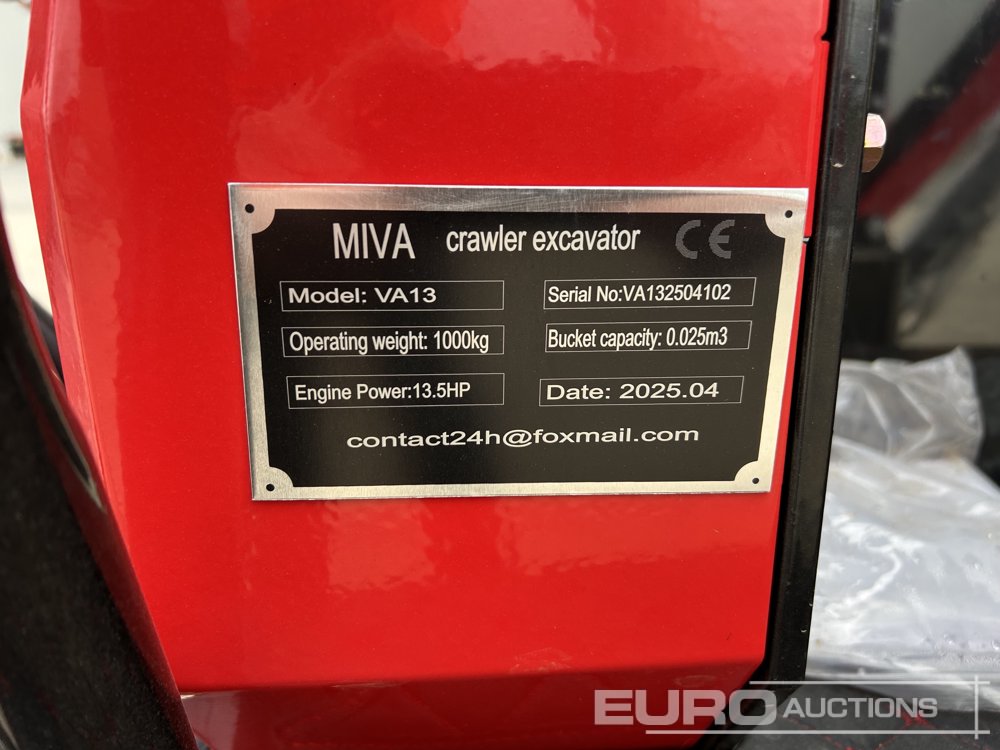 MIVA crawler excavator CE
Model: VA13
Serial No:VA132504102
Operating weight: 1000kg
Bucket capacity: 0.025m3
Engine Power:13.5HP
Date: 2025.04
contact24h@foxmail.com
EURO AUCTIONS